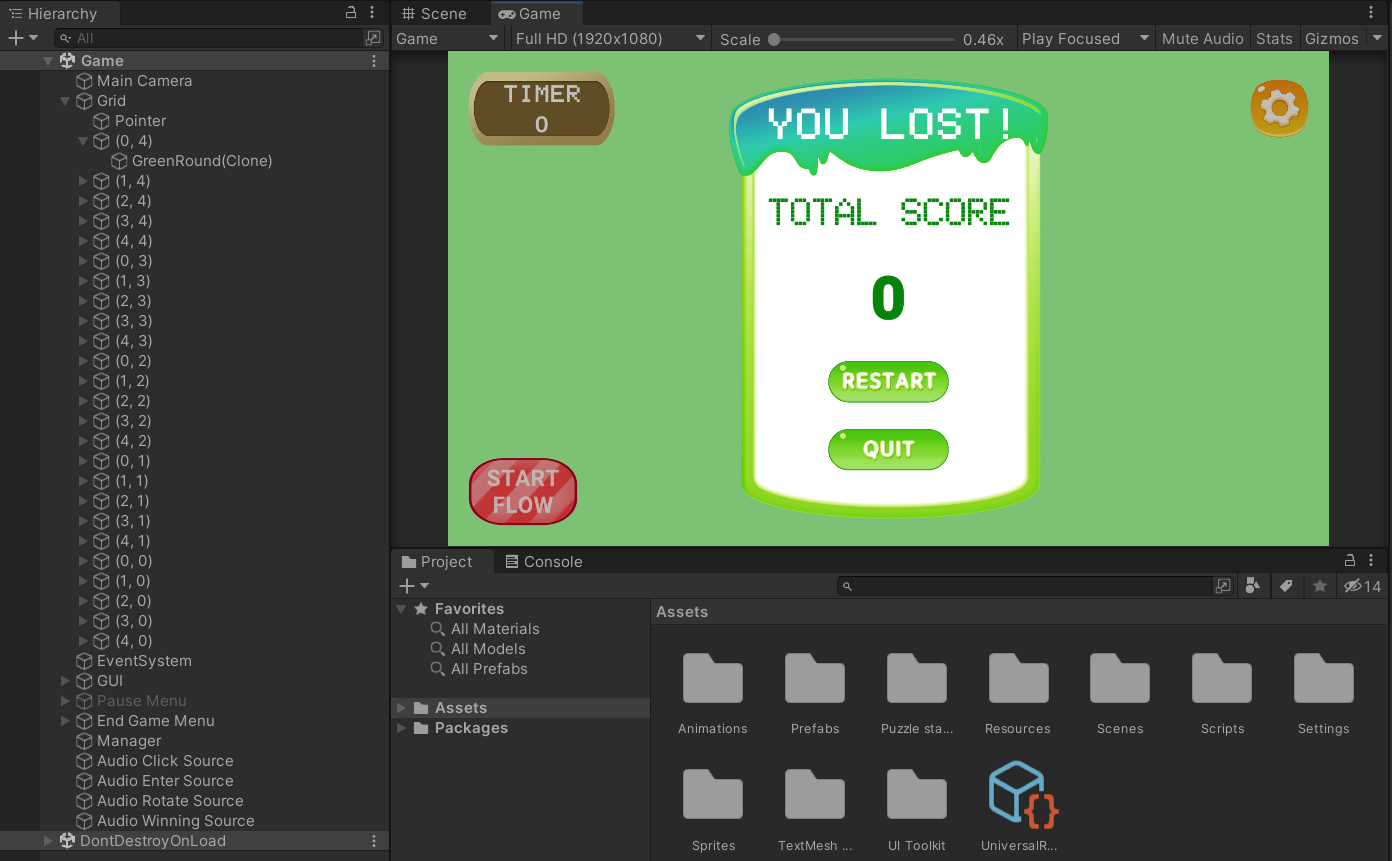 Hierarchy
All
Game
Main Camera
Grid
Pointer
(0, 4)
GreenRound(Clone)
(1, 4)
(2, 4)
(3, 4)
(4, 4)
(0, 3)
(1, 3)
(2, 3)
(3, 3)
(4, 3)
(0, 2)
(1, 2)
(2, 2)
(3, 2)
(4, 2)
(0, 1)
(1, 1)
(2, 1)
(3, 1)
(4, 1)
(0, 0)
(1, 0)
(2, 0)
(3, 0)
(4, 0)
EventSystem
GUI
Pause Menu
End Game Menu
Manager
Audio Click Source
Audio Enter Source
Audio Rotate Source
Audio Winning Source
DontDestroyOnLoad
Scene Game
Game Full HD (1920x1080) Scale 0.46x Play Focused Mute Audio Stats Gizmos
TIMER
0
YOU LOST!
TOTAL SCORE
0
RESTART
QUIT
START
FLOW
Project Console
14
Favorites
All Materials
All Models
All Prefabs
Assets
Packages
Assets
Animations Prefabs Puzzle sta... Resources Scenes Scripts Settings
Sprites TextMesh ... UI Toolkit UniversalR...